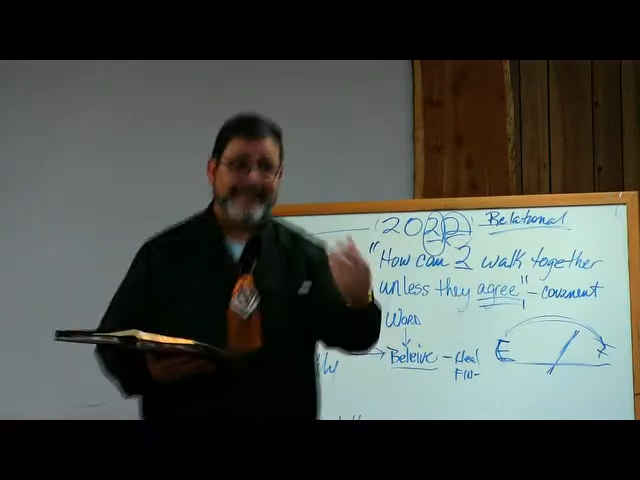 2020 Relational
"How can 2 walk together
unless they agree" - covenant
Word
Beleive - Heal
FIN-
E F